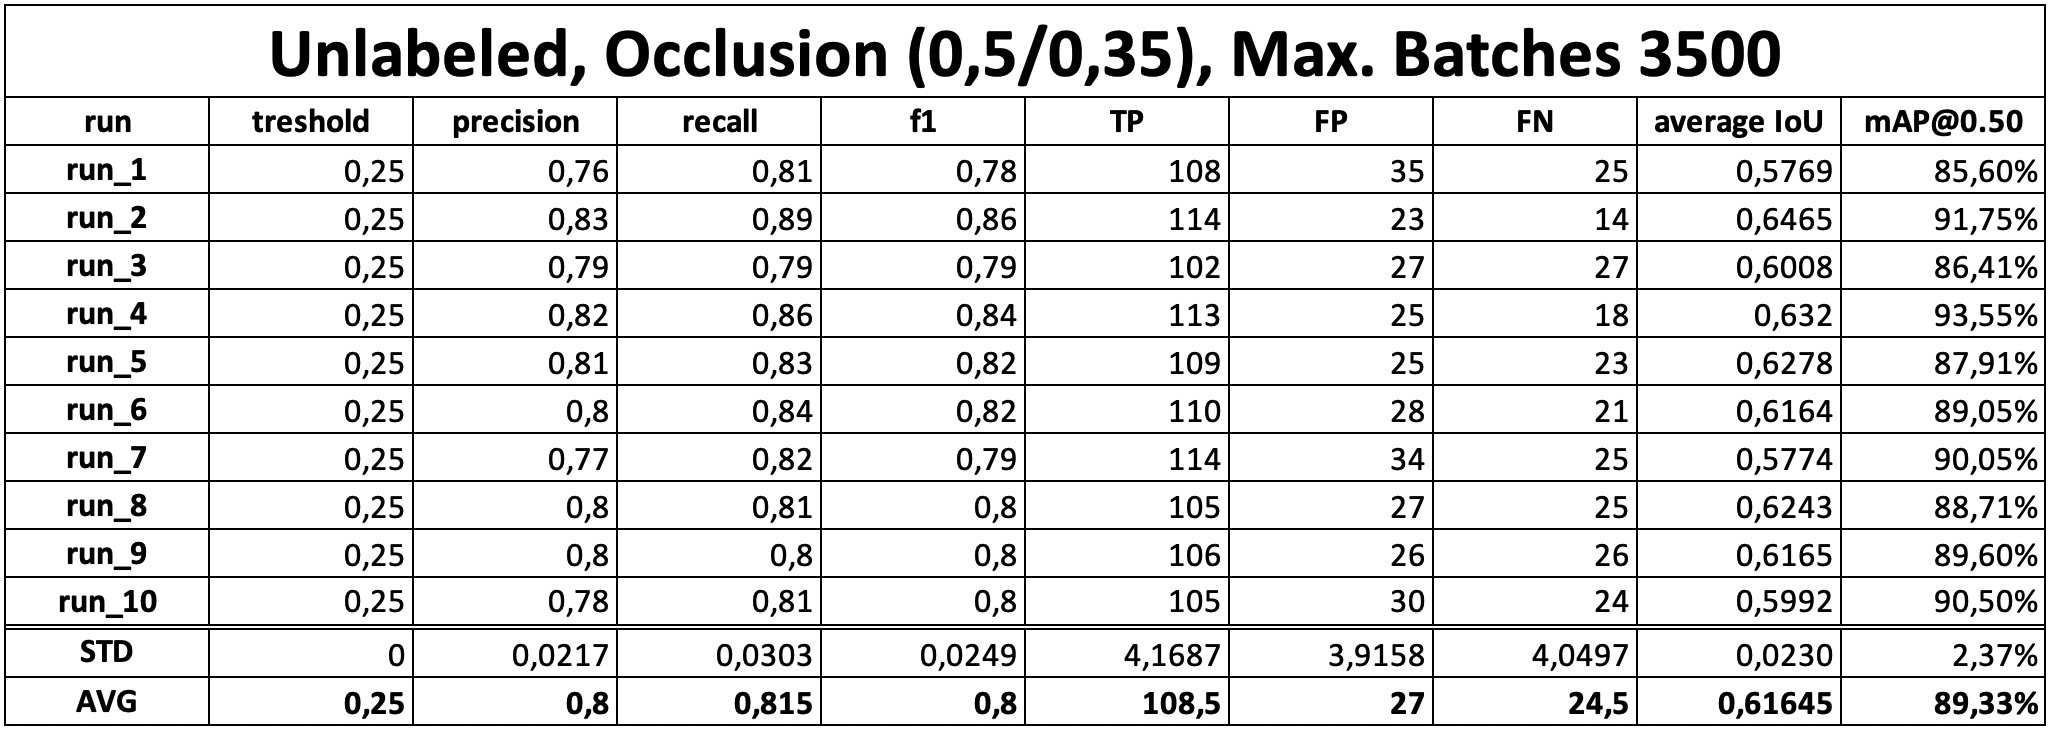 Unlabeled, Occlusion (0,5/0,35), Max. Batches 3500
run treshold precision recall f1 TP FP FN average IoU mAP@0.50
run_1 0,25 0,76 0,81 0,78 108 35 25 0,5769 85,60%
run_2 0,25 0,83 0,89 0,86 114 23 14 0,6465 91,75%
run_3 0,25 0,79 0,79 0,79 102 27 27 0,6008 86,41%
run_4 0,25 0,82 0,86 0,84 113 25 18 0,632 93,55%
run_5 0,25 0,81 0,83 0,82 109 25 23 0,6278 87,91%
run_6 0,25 0,8 0,84 0,82 110 28 21 0,6164 89,05%
run_7 0,25 0,77 0,82 0,79 114 34 25 0,5774 90,05%
run_8 0,25 0,8 0,81 0,8 105 27 25 0,6243 88,71%
run_9 0,25 0,8 0,8 0,8 106 26 26 0,6165 89,60%
run_10 0,25 0,78 0,81 0,8 105 30 24 0,5992 90,50%
STD 0 0,0217 0,0303 0,0249 4,1687 3,9158 4,0497 0,0230 2,37%
AVG 0,25 0,8 0,815 0,8 108,5 27 24,5 0,61645 89,33%